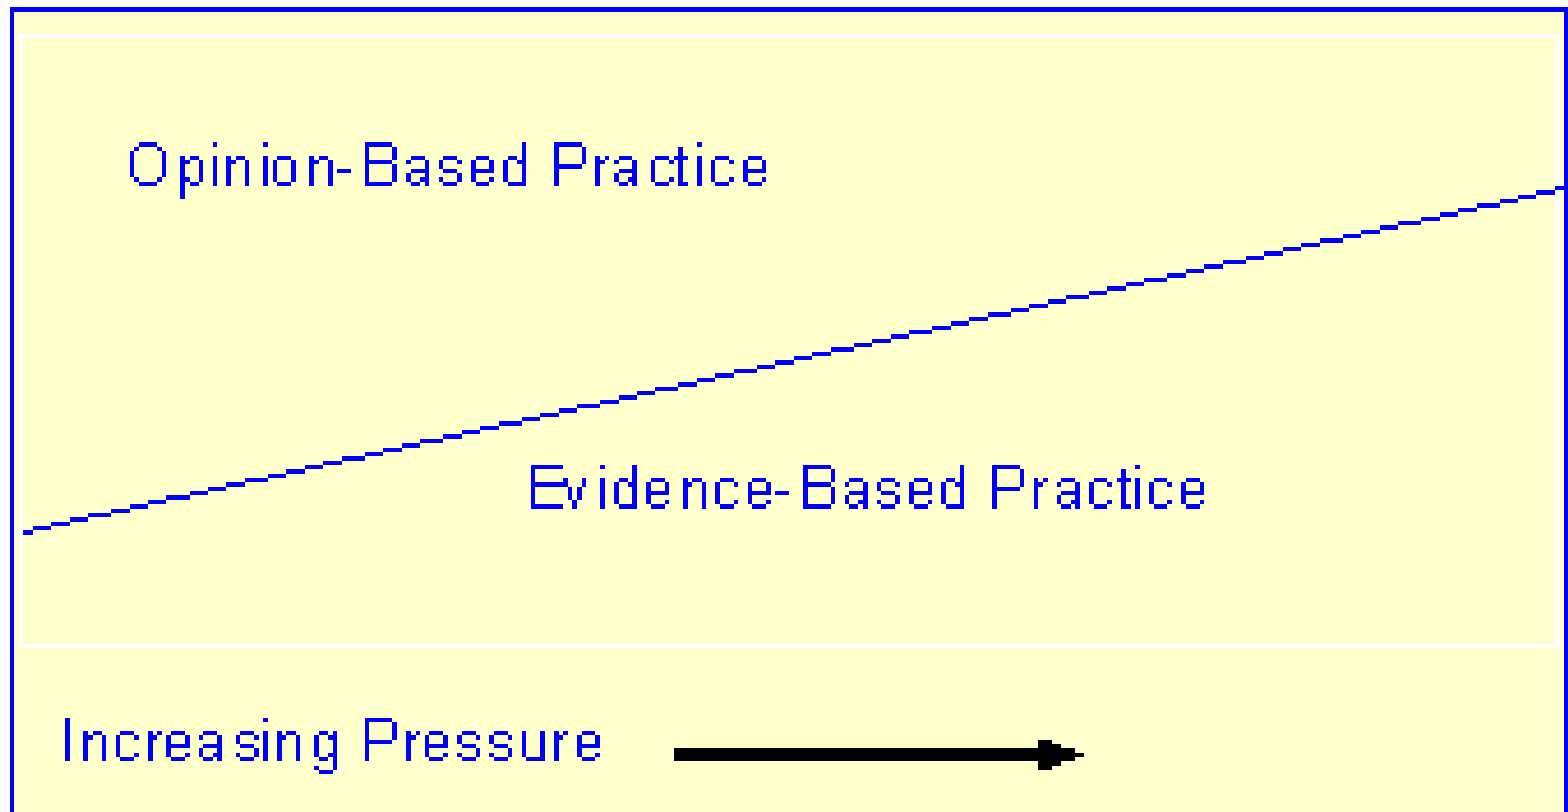 Opinion-Based Practice
Evidence-Based Practice
Increasing Pressure